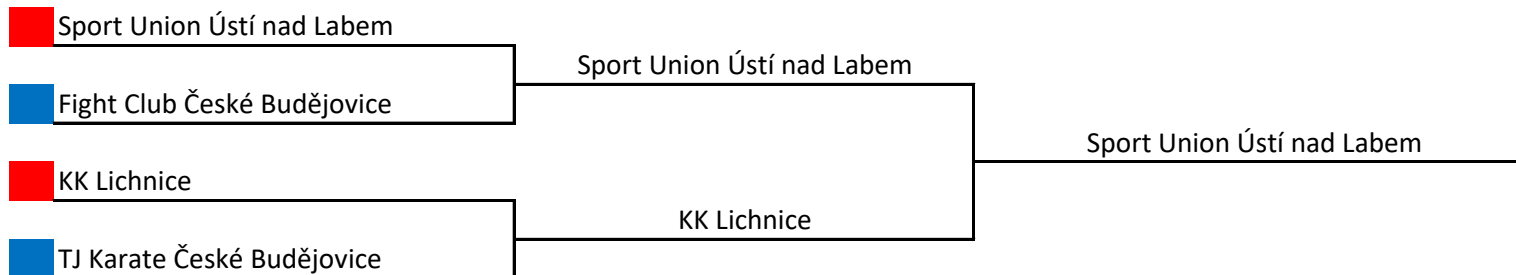 Sport Union Ústí nad Labem
Sport Union Ústí nad Labem
Fight Club České Budějovice
Sport Union Ústí nad Labem
KK Lichnice
KK Lichnice
TJ Karate České Budějovice